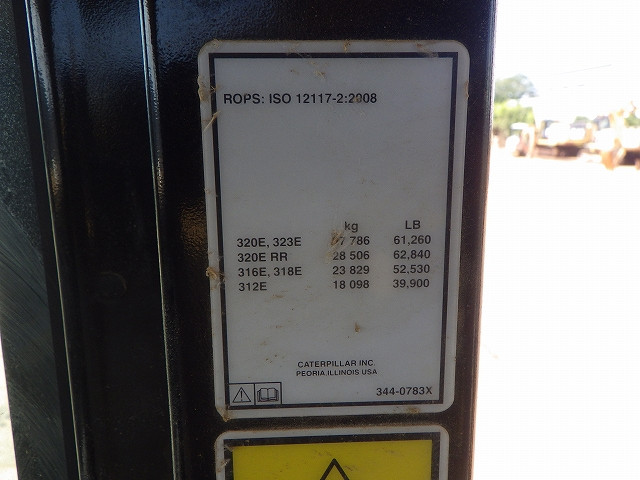 ROPS: ISO 12117-2:2008
kg LB
320E, 323E 786 61,260
320E RR 28 506 62,840
316E, 318E 23 829 52,530
312E 18 098 39,900
CATERPILLAR INC.
PEORIA,ILLINOIS USA
344-0783X